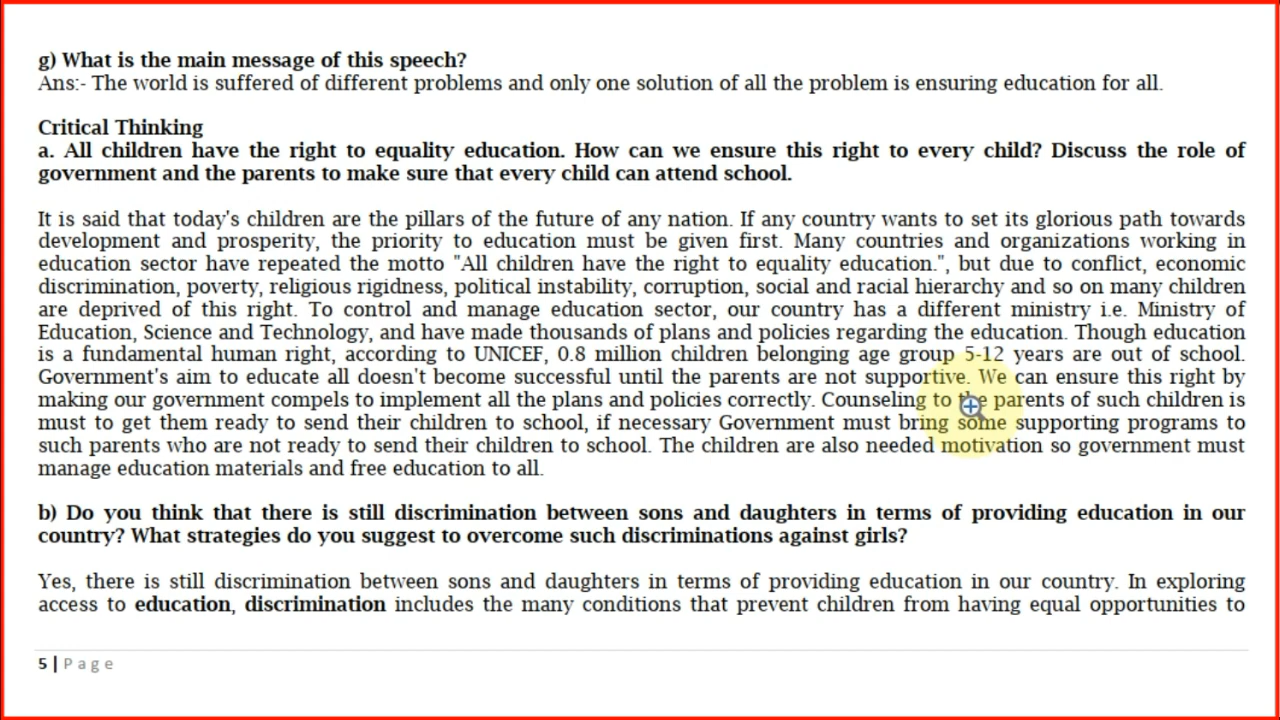 g) What is the main message of this speech?
Ans:- The world is suffered of different problems and only one solution of all the problem is ensuring education for all.
Critical Thinking
a. All children have the right to equality education. How can we ensure this right to every child? Discuss the role of
government and the parents to make sure that every child can attend school.
It is said that today's children are the pillars of the future of any nation. If any country wants to set its glorious path towards
development and prosperity, the priority to education must be given first. Many countries and organizations working in
education sector have repeated the motto "All children have the right to equality education.", but due to conflict, economic
discrimination, poverty, religious rigidness, political instability, corruption, social and racial hierarchy and so on many children
are deprived of this right. To control and manage education sector, our country has a different ministry i.e. Ministry of
Education, Science and Technology, and have made thousands of plans and policies regarding the education. Though education
is a fundamental human right, according to UNICEF, 0.8 million children belonging age group 5-12 years are out of school.
Government's aim to educate all doesn't become successful until the parents are not supportive. We can ensure this right by
making our government compels to implement all the plans and policies correctly. Counseling to the parents of such children is
must to get them ready to send their children to school, if necessary Government must bring some supporting programs to
such parents who are not ready to send their children to school. The children are also needed motivation so government must
manage education materials and free education to all.
b) Do you think that there is still discrimination between sons and daughters in terms of providing education in our
country? What strategies do you suggest to overcome such discriminations against girls?
Yes, there is still discrimination between sons and daughters in terms of providing education in our country. In exploring
access to education, discrimination includes the many conditions that prevent children from having equal opportunities to
5 | Page